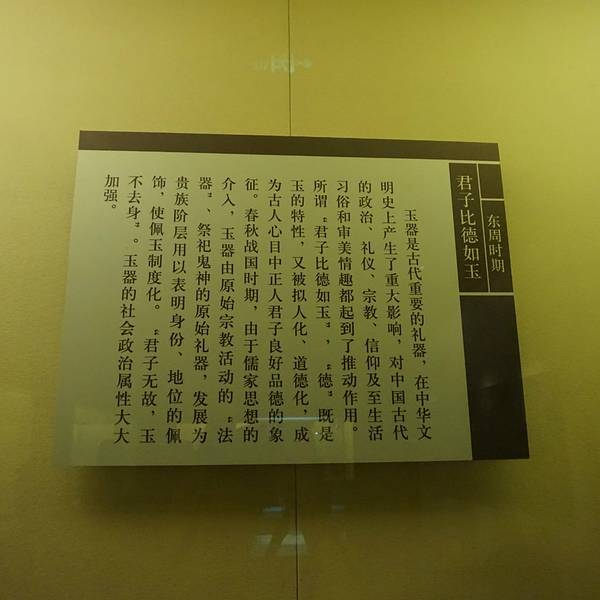 东周时期
君子比德如玉
玉器是古代重要的礼器，在中华文
明史上产生了重大影响，对中国古代
的政治、礼仪、宗教、信仰及至生活
习俗和审美情趣都起到了推动作用。
所谓“君子比德如玉”，“德”既是
玉的特性，又被拟人化、道德化，成
为古人心目中正人君子良好品德的象
征。春秋战国时期，由于儒家思想的
介入，玉器由原始宗教活动的“法
器”、祭祀鬼神的原始礼器，发展为
贵族阶层用以表明身份、地位的佩
饰，使佩玉制度化。“君子无故，玉
不去身”。玉器的社会政治属性大大
加强。